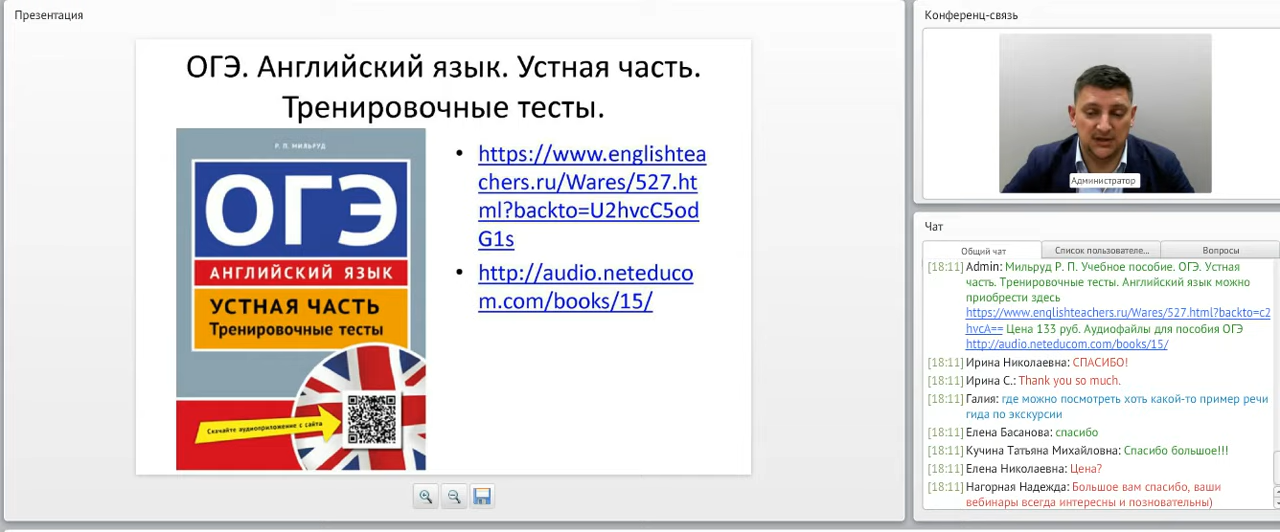 Презентация
ОГЭ. Английский язык. Устная часть.
Тренировочные тесты.
Р. П. МИЛЬРУД
ОГЭ
АНГЛИЙСКИЙ ЯЗЫК
УСТНАЯ ЧАСТЬ
Тренировочные тесты
Скачайте аудиоприложение с сайта
• https://www.englishtea
chers.ru/Wares/527.ht
ml?backto=U2hvcC5od
G1s
• http://audio.neteduco
m.com/books/15/
Конференц-связь
Администратор
Чат
Общий чат
Список пользователе...
Вопросы
[18:11] Admin: Мильруд Р. П. Учебное пособие. ОГЭ. Устная
часть. Тренировочные тесты. Английский язык можно
приобрести здесь
https://www.englishteachers.ru/Wares/527.html?backto=c2
hvcA== Цена 133 руб. Аудиофайлы для пособия ОГЭ
http://audio.neteducom.com/books/15/
[18:11] Ирина Николаевна: СПАСИБО!
[18:11] Ирина С.: Thank you so much.
[18:11] Галия: где можно посмотреть хоть какой-то пример речи
гида по экскурсии
[18:11] Елена Басанова: спасибо
[18:11] Кучина Татьяна Михайловна: Спасибо большое!!!
[18:11] Елена Николаевна: Цена?
[18:11] Нагорная Надежда: Большое вам спасибо, ваши
вебинары всегда интересны и позновательны)